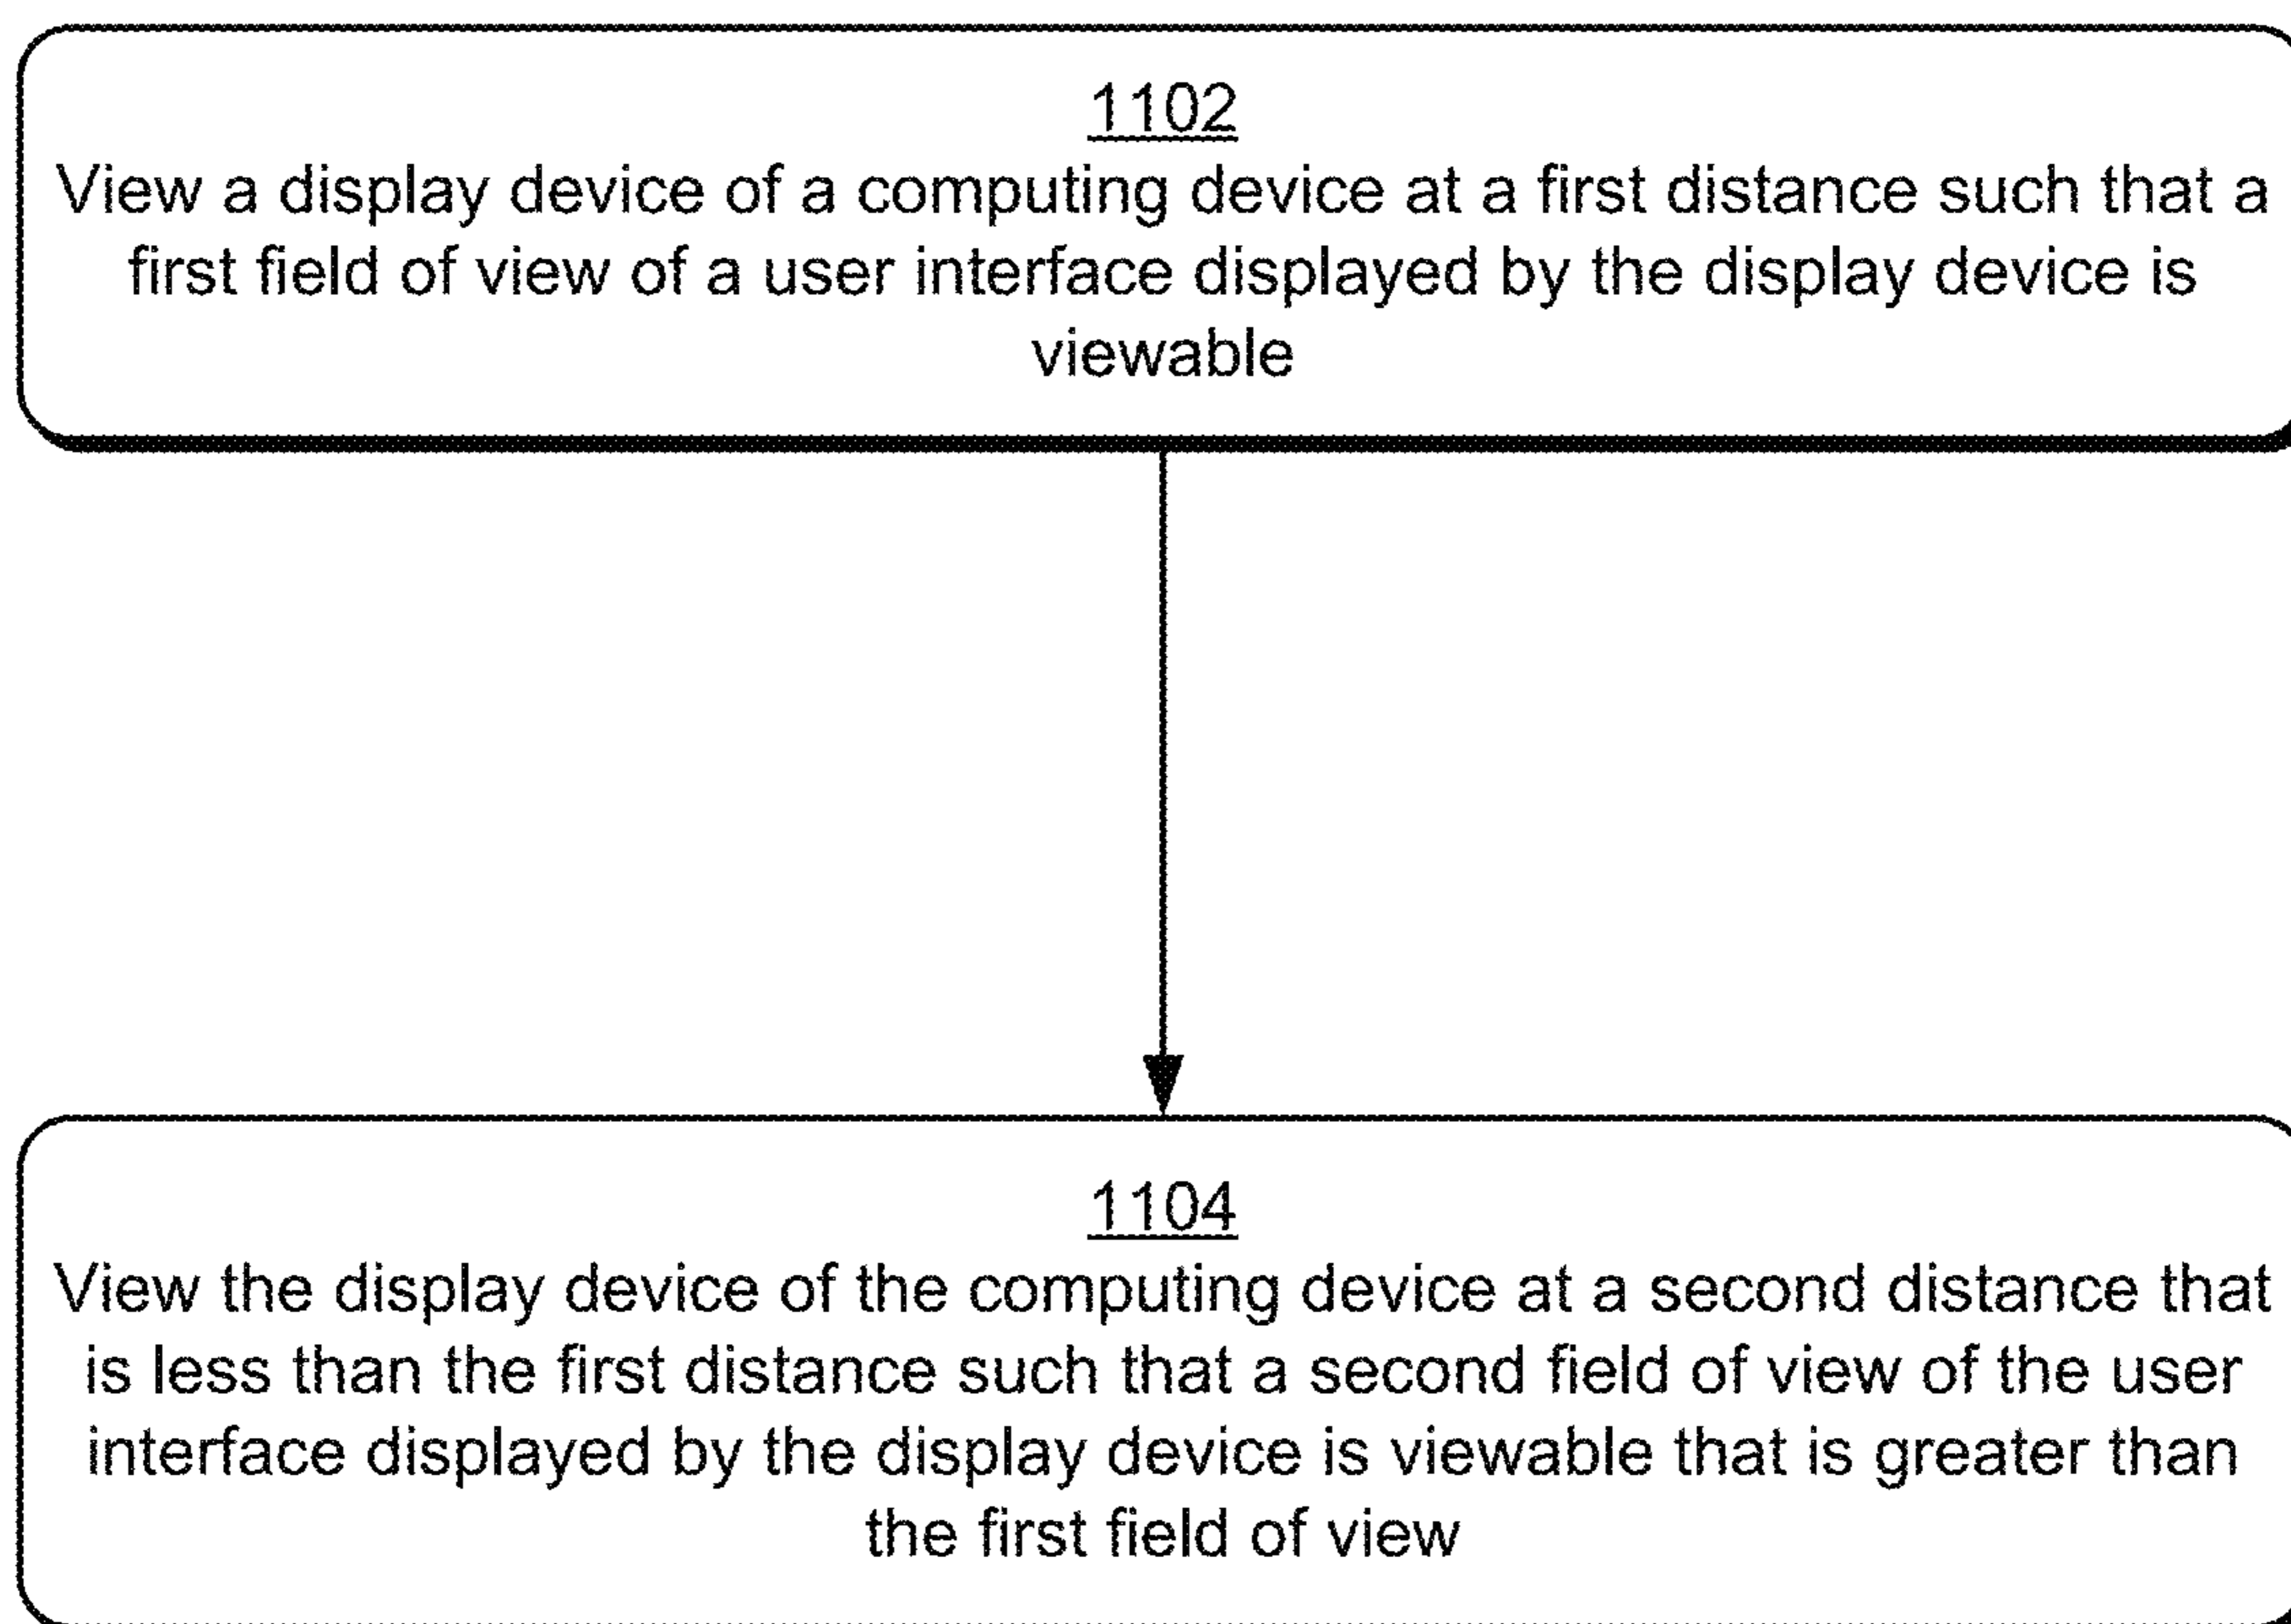 1102
View a display device of a computing device at a first distance such that a
first field of view of a user interface displayed by the display device is
viewable
1104
View the display device of the computing device at a second distance that
is less than the first distance such that a second field of view of the user
interface displayed by the display device is viewable that is greater than
the first field of view